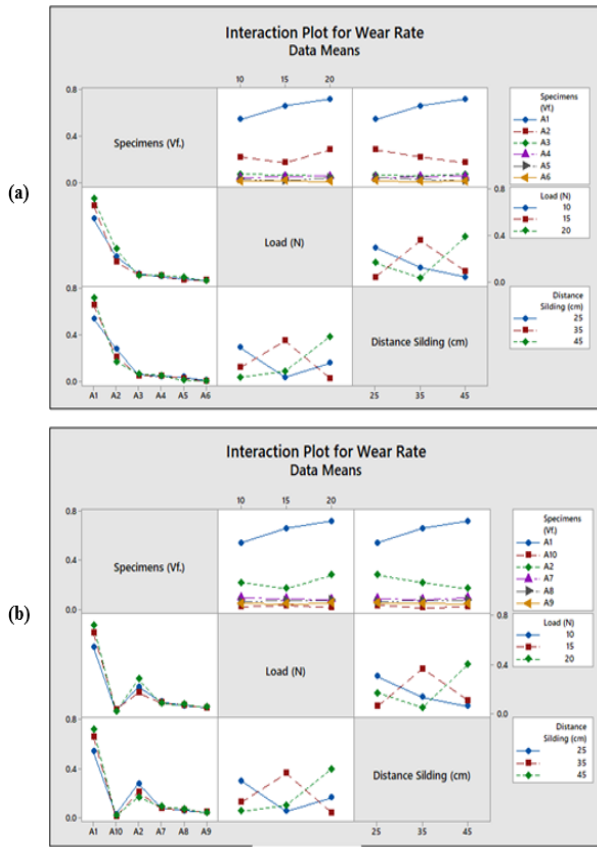 (a)
Interaction Plot for Wear Rate
Data Means
10 15 20
Specimens (Vf.)
A1
A2
A3
A4
A5
A6
0.8
0.4
0.0
Specimens (Vf.)
Load (N)
10
15
20
0.4
0.0
Load (N)
Distance Silding (cm)
25
35
45
0.8
0.4
0.0
Distance Silding (cm)
A1 A2 A3 A4 A5 A6
25 35 45
(b)
Interaction Plot for Wear Rate
Data Means
10 15 20
Specimens (Vf.)
A1
A10
A2
A7
A8
A9
0.8
0.4
0.0
Specimens (Vf.)
Load (N)
10
15
20
0.8
0.4
0.0
Load (N)
Distance Silding (cm)
25
35
45
0.8
0.4
0.0
Distance Silding (cm)
A1 A10 A2 A7 A8 A9
25 35 45